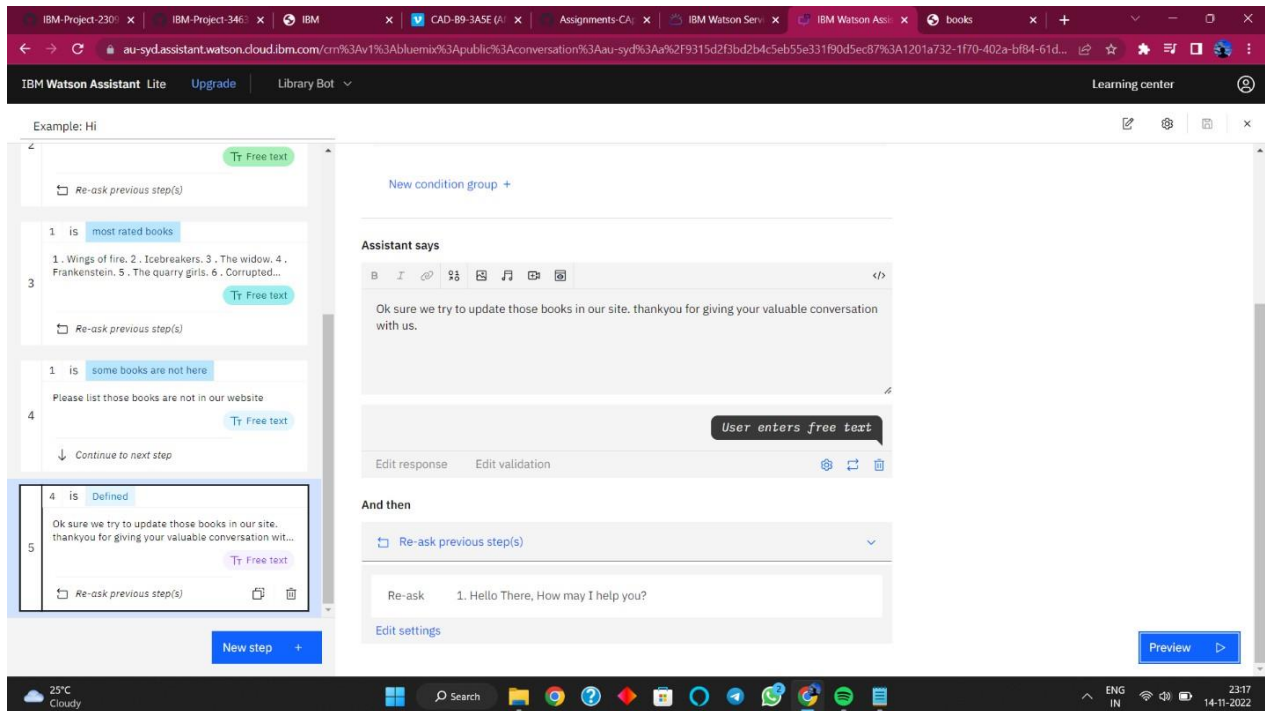 IBM-Project-2309
IBM-Project-3463
IBM
CAD-B9-3A5E (A
Assignments-CA
IBM Watson Serv
IBM Watson Assis
books
au-syd.assistant.watson.cloud.ibm.com/crn%3Av1%3Abluemix%3Apublic%3Aconversation%3Aau-syd%3Aa%2F9315d2f3bd2b4c5eb55e331f90d5ec87%3A1201a732-1f70-402a-bf84-61d...
IBM Watson Assistant Lite Upgrade Library Bot Learning center
Example: Hi
2
Free text
Re-ask previous step(s)
1 is most rated books
1 . Wings of fire. 2 . Icebreakers. 3 . The widow. 4 .
Frankenstein. 5 . The quarry girls. 6 . Corrupted...
3
Free text
Re-ask previous step(s)
1 is some books are not here
Please list those books are not in our website
4
Free text
Continue to next step
4 is Defined
Ok sure we try to update those books in our site.
thankyou for giving your valuable conversation wit...
5
Free text
Re-ask previous step(s)
New step +
New condition group +
Assistant says
B I </>
Ok sure we try to update those books in our site. thankyou for giving your valuable conversation
with us.
User enters free text
Edit response Edit validation
And then
Re-ask previous step(s)
Re-ask 1. Hello There, How may I help you?
Edit settings
Preview
25°C
Cloudy
Search
2
ENG
IN
23:17
14-11-2022